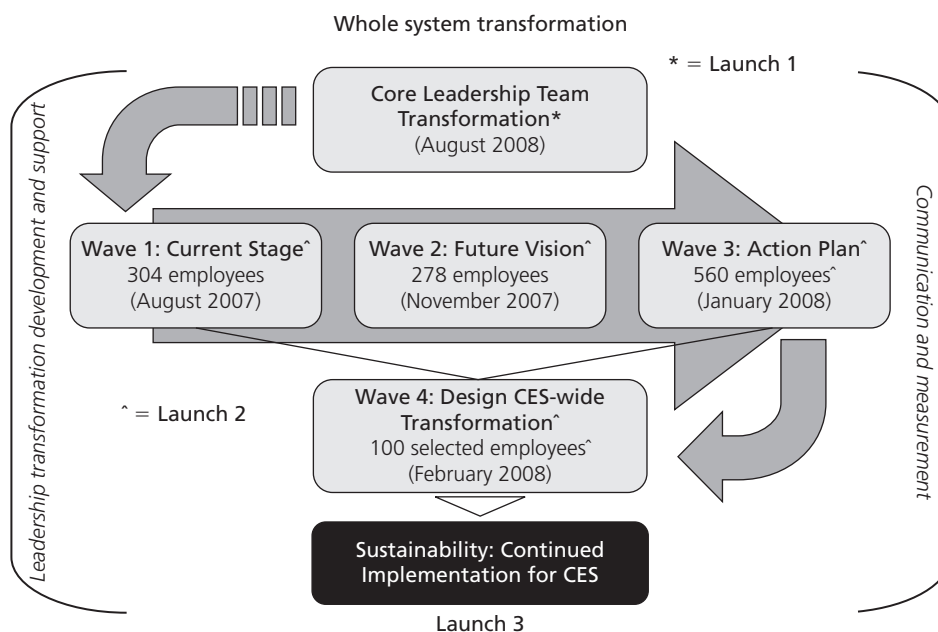 Whole system transformation
* = Launch 1
Core Leadership Team
Transformation*
(August 2008)
Leadership transformation development and support
Communication and measurement
Wave 1: Current Stageˆ
304 employees
(August 2007)
Wave 2: Future Visionˆ
278 employees
(November 2007)
Wave 3: Action Planˆ
560 employeesˆ
(January 2008)
ˆ = Launch 2
Wave 4: Design CES-wide
Transformationˆ
100 selected employeesˆ
(February 2008)
Sustainability: Continued
Implementation for CES
Launch 3